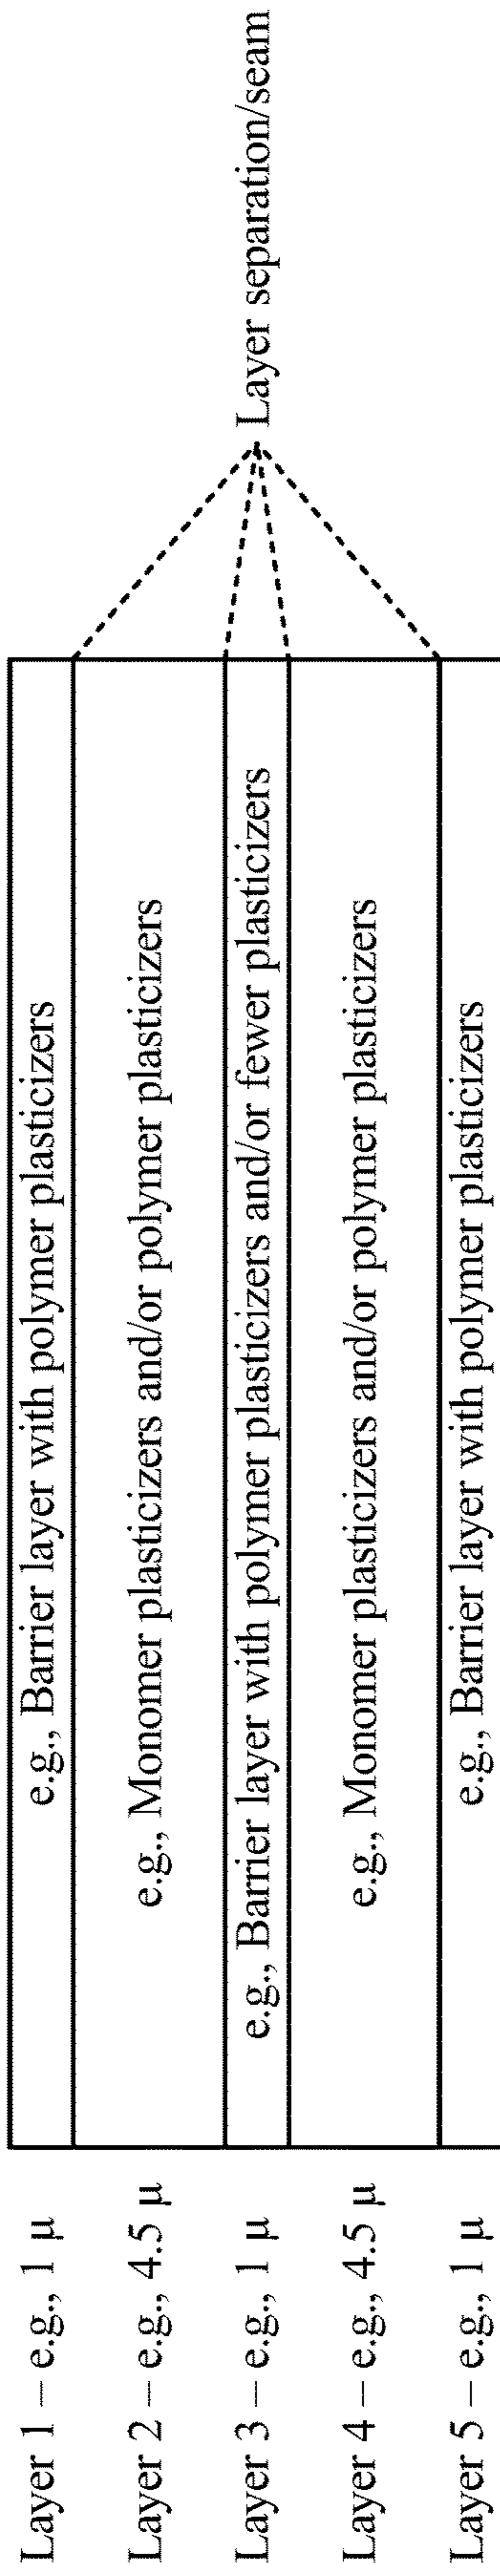 Layer 1 – e.g., 1 μ
e.g., Barrier layer with polymer plasticizers
Layer 2 – e.g., 4.5 μ
e.g., Monomer plasticizers and/or polymer plasticizers
Layer 3 – e.g., 1 μ
e.g., Barrier layer with polymer plasticizers and/or fewer plasticizers
Layer separation/seam
Layer 4 – e.g., 4.5 μ
e.g., Monomer plasticizers and/or polymer plasticizers
Layer 5 – e.g., 1 μ
e.g., Barrier layer with polymer plasticizers